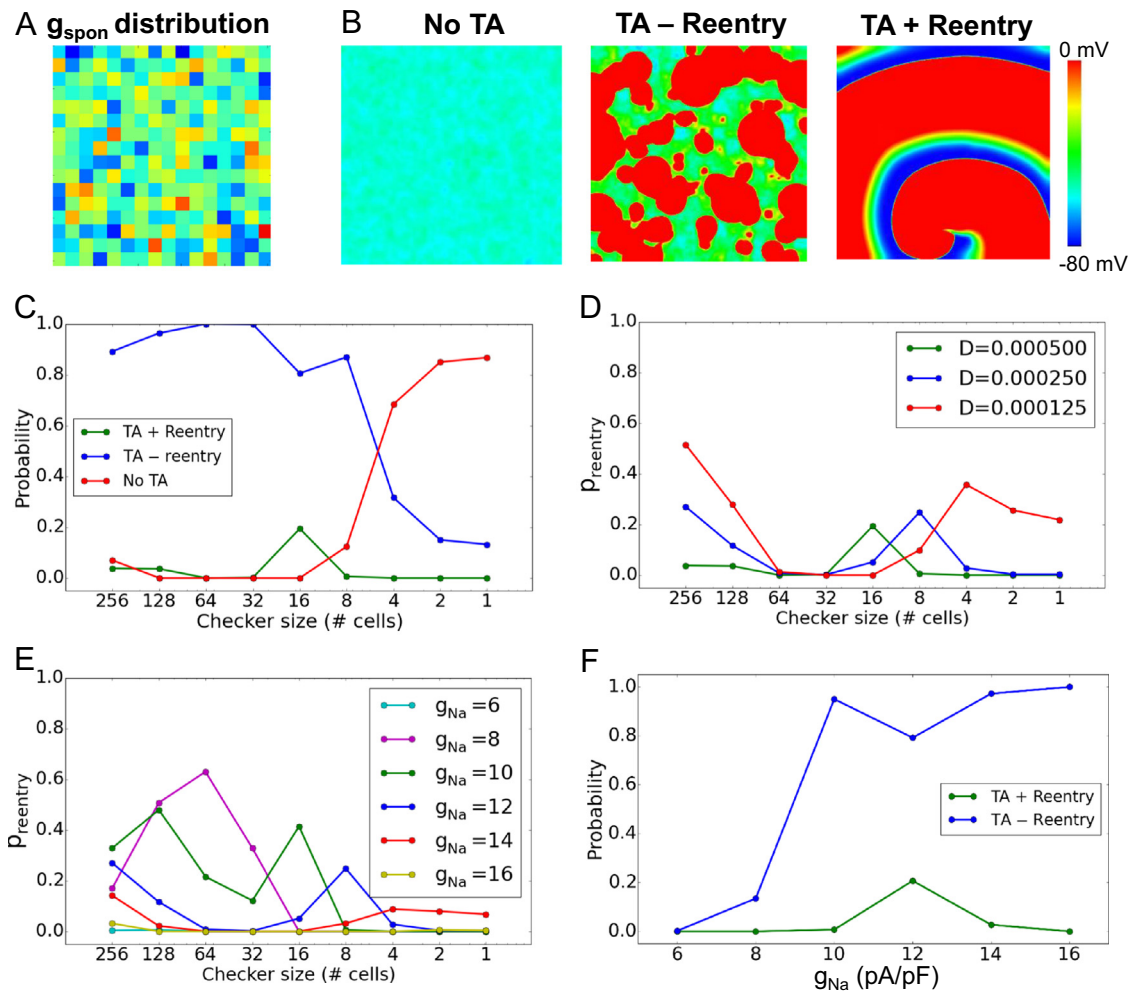 A g_spon distribution
B No TA TA – Reentry TA + Reentry
0 mV
-80 mV
C
Probability
1.0
0.8
0.6
0.4
0.2
0.0
TA + Reentry
TA – reentry
No TA
256 128 64 32 16 8 4 2 1
Checker size (# cells)
D
p_reentry
1.0
0.8
0.6
0.4
0.2
0.0
D=0.000500
D=0.000250
D=0.000125
256 128 64 32 16 8 4 2 1
Checker size (# cells)
E
p_reentry
1.0
0.8
0.6
0.4
0.2
0.0
g_Na=6
g_Na=8
g_Na=10
g_Na=12
g_Na=14
g_Na=16
256 128 64 32 16 8 4 2 1
Checker size (# cells)
F
Probability
1.0
0.8
0.6
0.4
0.2
0.0
TA + Reentry
TA – Reentry
6 8 10 12 14 16
g_Na (pA/pF)